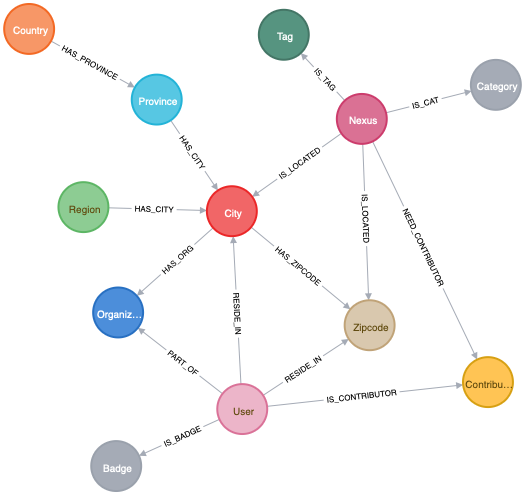 Country
Tag
HAS_PROVINCE
IS_TAG
Category
Province
IS_CAT
Nexus
HAS_CITY
IS_LOCATED
Region
HAS_CITY
City
IS_LOCATED
NEED_CONTRIBUTOR
HAS_ORG
HAS_ZIPCODE
Organiz...
RESIDE_IN
Zipcode
PART_OF
RESIDE_IN
Contribu...
IS_CONTRIBUTOR
User
IS_BADGE
Badge